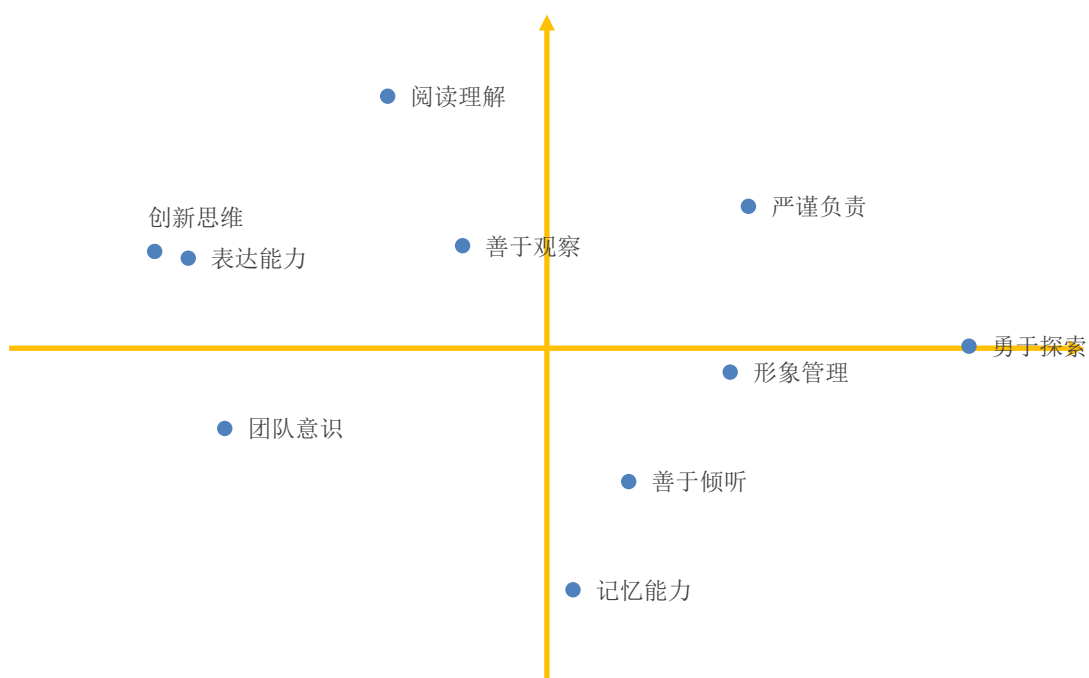 阅读理解
严谨负责
创新思维
善于观察
表达能力
勇于探索
形象管理
团队意识
善于倾听
记忆能力